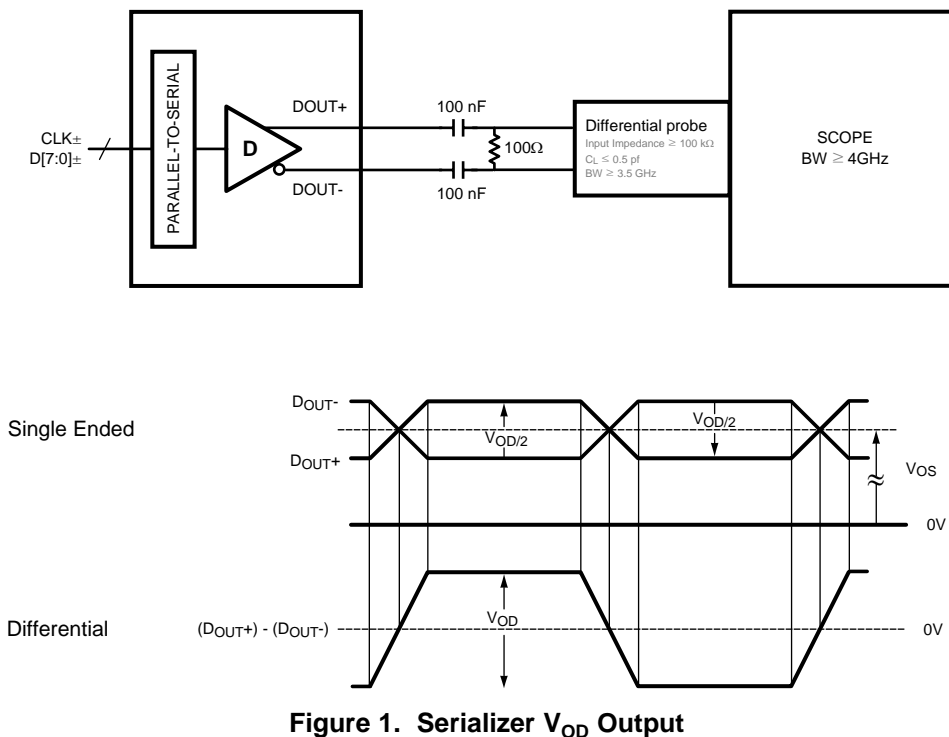 PARALLEL-TO-SERIAL
CLK±
D[7:0]±
D
DOUT+
DOUT-
100 nF
100Ω
100 nF
Differential probe
Input Impedance ≥ 100 kΩ
CL ≤ 0.5 pf
BW ≥ 3.5 GHz
SCOPE
BW ≥ 4GHz
Single Ended
DOUT-
DOUT+
VOD/2
VOD/2
VOS
≈
0V
Differential
(DOUT+) - (DOUT-)
VOD
0V
Figure 1. Serializer VOD Output